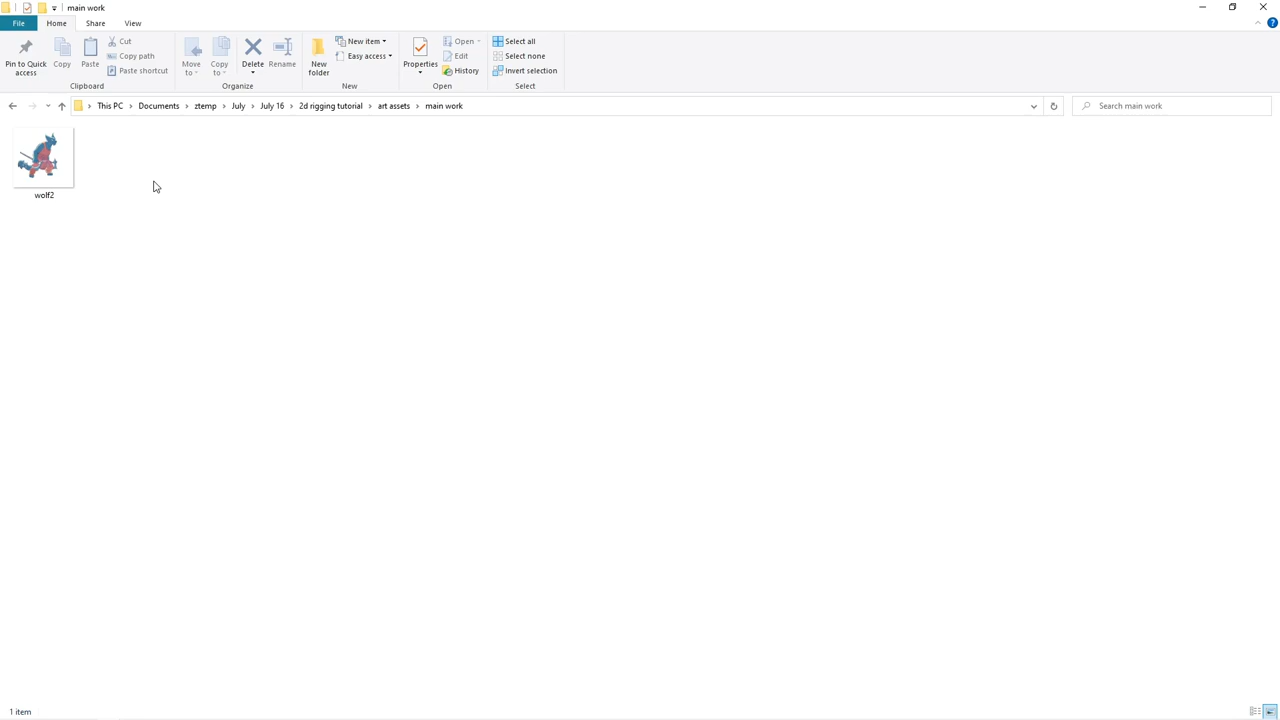 main work
File Home Share View
Pin to Quick access
Copy
Paste
Cut
Copy path
Paste shortcut
Clipboard
Move to
Copy to
Delete
Rename
Organize
New folder
New item
Easy access
New
Properties
Open
Edit
History
Open
Select all
Select none
Invert selection
Select
This PC > Documents > ztemp > July > July 16 > 2d rigging tutorial > art assets > main work
Search main work
wolf2
1 item